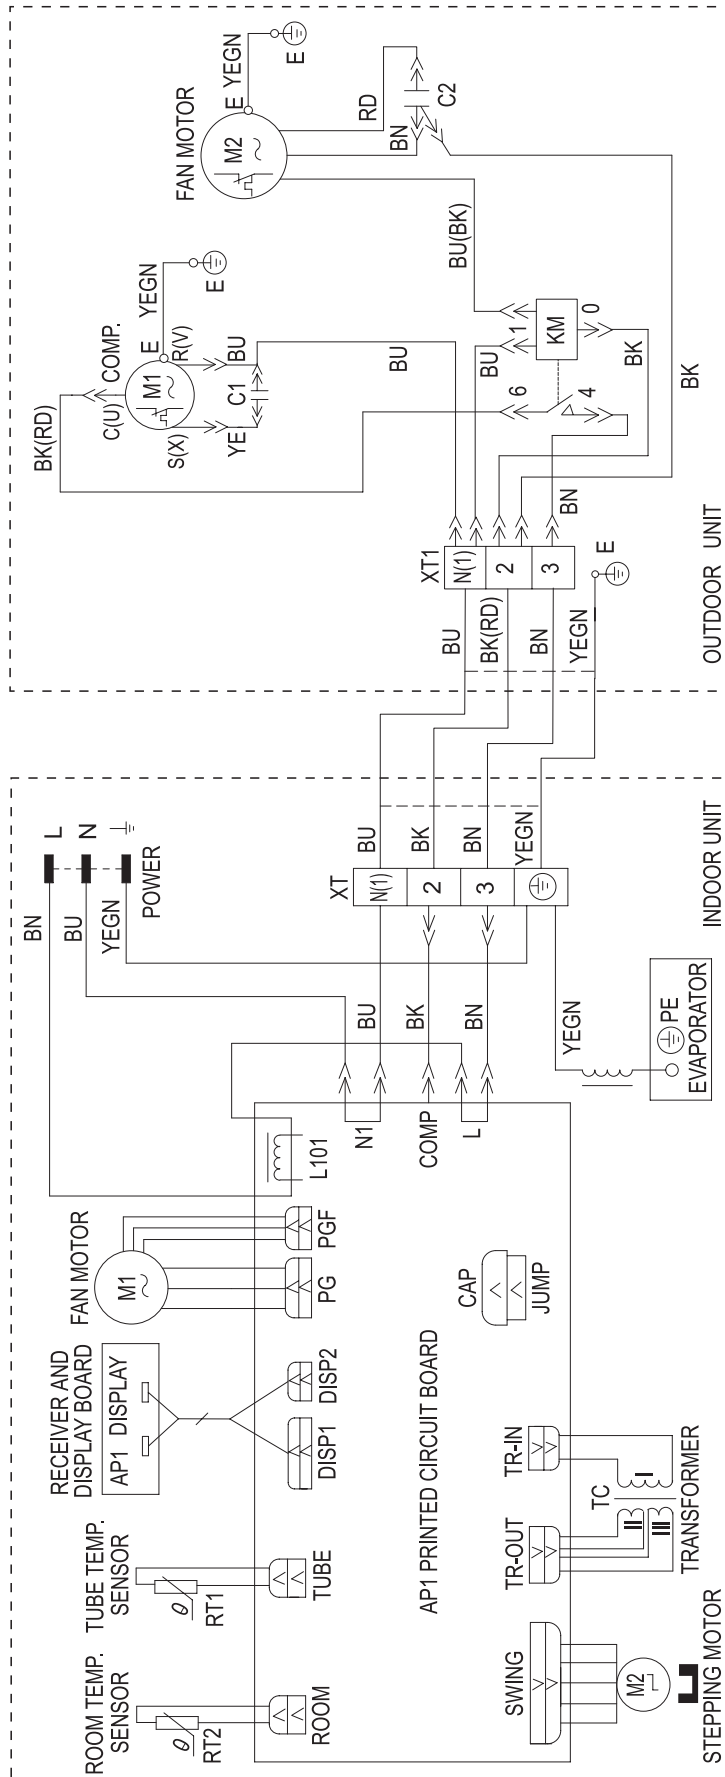 ROOM TEMP.
SENSOR
θ
RT2
ROOM
TUBE TEMP.
SENSOR
θ
RT1
TUBE
RECEIVER AND
DISPLAY BOARD
AP1 DISPLAY
DISP1
DISP2
FAN MOTOR
M1
PG
PGF
L101
BN
BU
YEGN
L
N
POWER
AP1 PRINTED CIRCUIT BOARD
N1
COMP
L
CAP
JUMP
SWING
TR-OUT
TR-IN
M2
STEPPING MOTOR
TC
I
II
III
TRANSFORMER
BU
BK
BN
YEGN
PE
EVAPORATOR
XT
N(1)
2
3
BU
BK
BN
YEGN
INDOOR UNIT
BU
BK(RD)
BN
YEGN
E
XT1
N(1)
2
3
OUTDOOR UNIT
BN
BK
BU
BU
BK
6
4
1
0
KM
BU(BK)
BK(RD)
C(U)
COMP.
S(X)
R(V)
M1
E
YEGN
E
YE
BU
C1
FAN MOTOR
M2
E
YEGN
E
RD
BN
C2